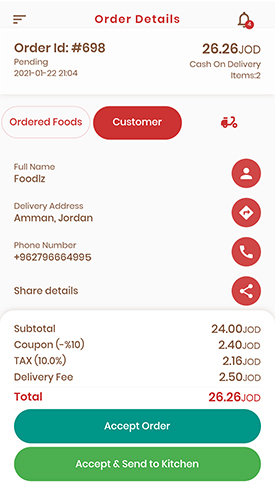 Order Details
4
Order Id: #698
26.26JOD
Pending
Cash On Delivery
2021-01-22 21:04
Items:2
Ordered Foods
Customer
Full Name
Foodlz
Delivery Address
Amman, Jordan
Phone Number
+962796664995
Share details
Subtotal 24.00JOD
Coupon (-%10) 2.40JOD
TAX (10.0%) 2.16JOD
Delivery Fee 2.50JOD
Total 26.26JOD
Accept Order
Accept & Send to Kitchen